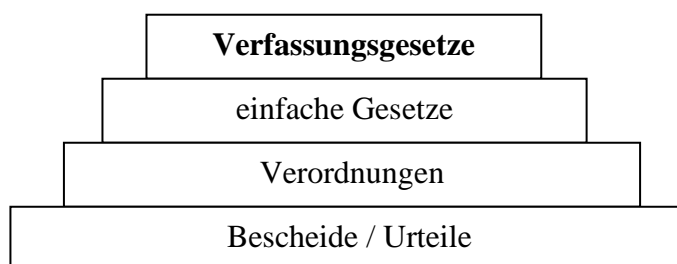 Verfassungsgesetze
einfache Gesetze
Verordnungen
Bescheide / Urteile